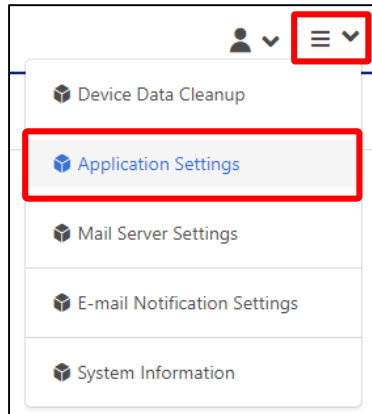 Device Data Cleanup
Application Settings
Mail Server Settings
E-mail Notification Settings
System Information